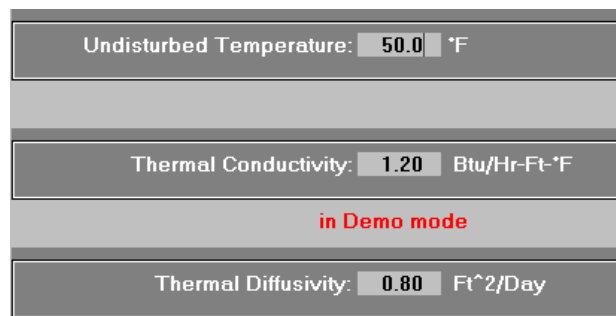 Undisturbed Temperature: 50.0 °F
Thermal Conductivity: 1.20 Btu/Hr-Ft-°F
in Demo mode
Thermal Diffusivity: 0.80 Ft^2/Day